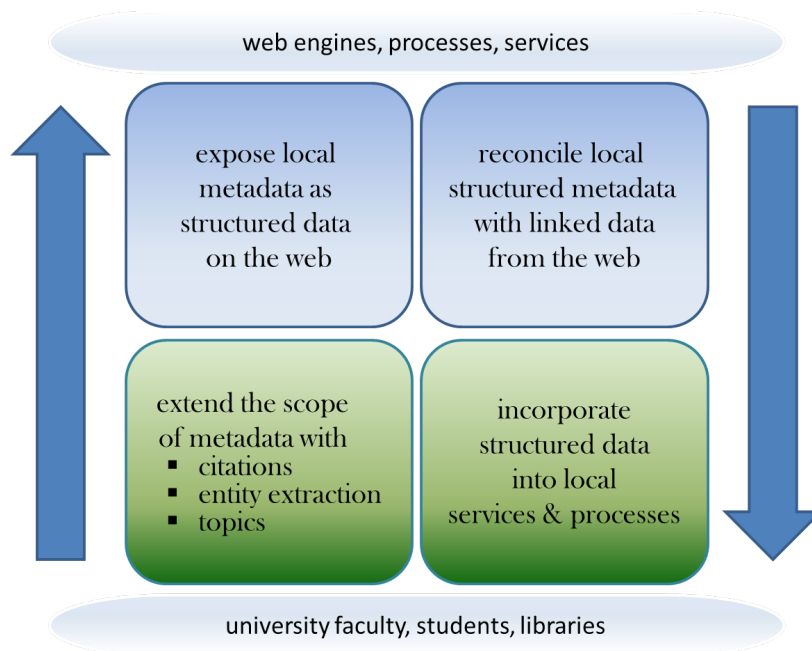 web engines, processes, services
expose local
metadata as
structured data
on the web
reconcile local
structured metadata
with linked data
from the web
extend the scope
of metadata with
▪ citations
▪ entity extraction
▪ topics
incorporate
structured data
into local
services & processes
university faculty, students, libraries